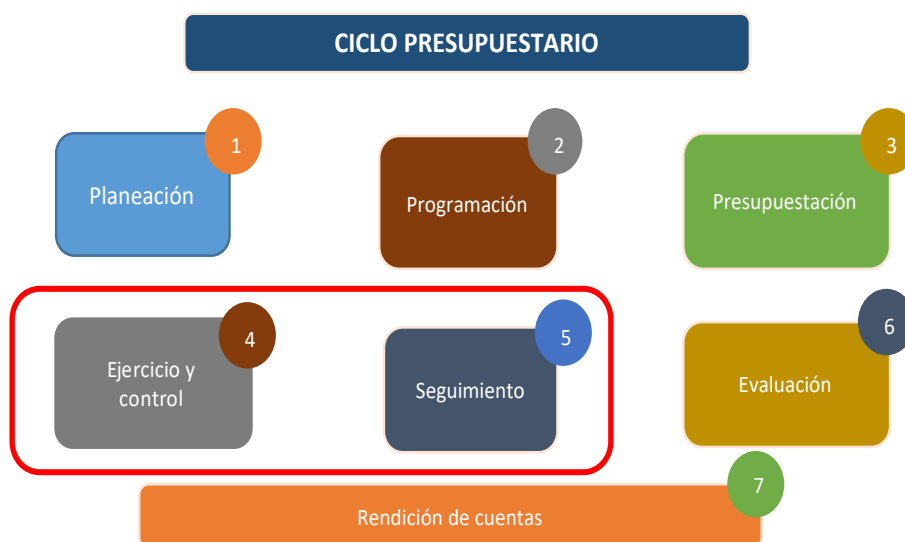 CICLO PRESUPUESTARIO
1
Planeación
2
Programación
3
Presupuestación
4
Ejercicio y
control
5
Seguimiento
6
Evaluación
7
Rendición de cuentas